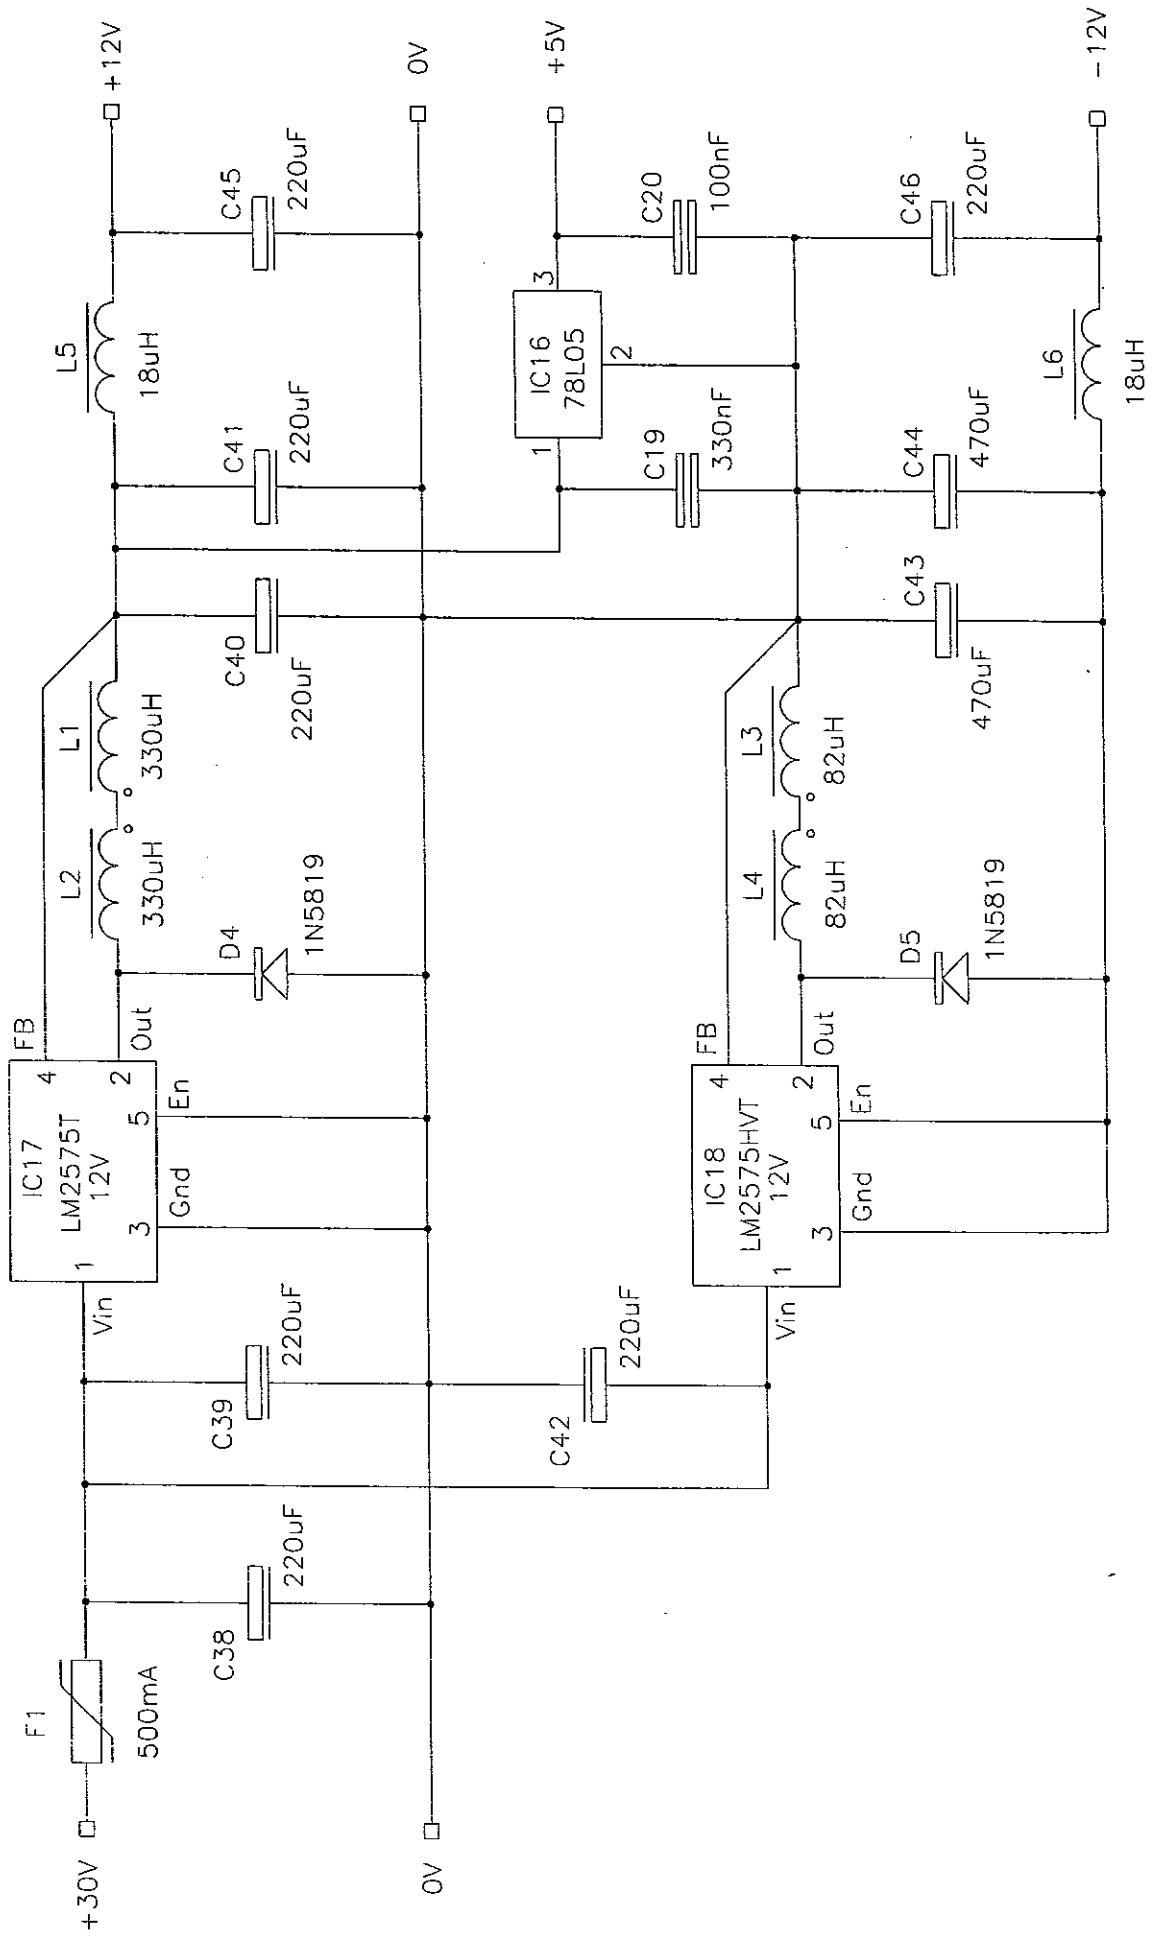 +30V
F1
500mA
0V
C38
220uF
C39
220uF
C42
220uF
IC17
LM2575T
12V
1
Vin
3
Gnd
5
En
4
FB
2
Out
D4
1N5819
L2
330uH
L1
330uH
C40
220uF
C41
220uF
L5
18uH
C45
220uF
+12V
0V
IC16
78L05
1
2
3
C19
330nF
C20
100nF
+5V
IC18
LM2575HVT
12V
1
Vin
3
Gnd
5
En
4
FB
2
Out
D5
1N5819
L4
82uH
L3
82uH
C43
470uF
C44
470uF
L6
18uH
C46
220uF
-12V